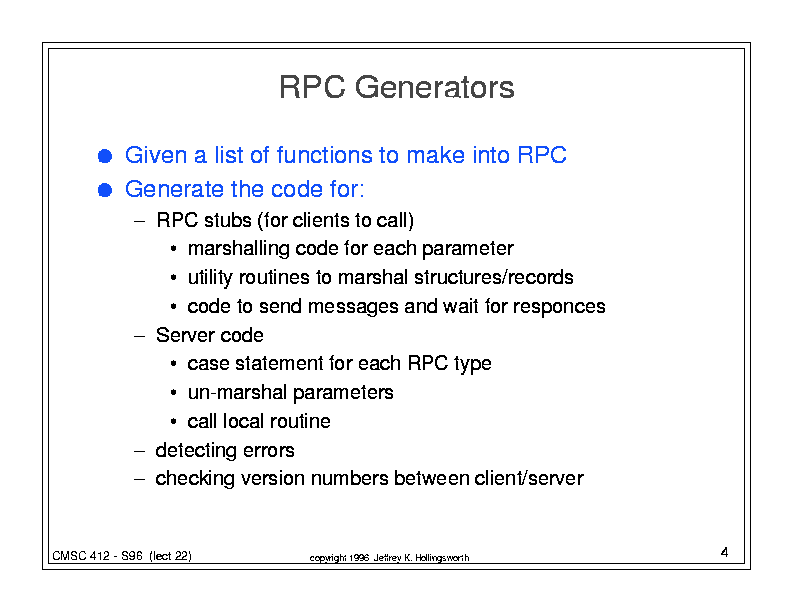 RPC Generators
● Given a list of functions to make into RPC
● Generate the code for:
– RPC stubs (for clients to call)
• marshalling code for each parameter
• utility routines to marshal structures/records
• code to send messages and wait for responces
– Server code
• case statement for each RPC type
• un-marshal parameters
• call local routine
– detecting errors
– checking version numbers between client/server
CMSC 412 - S96 (lect 22)
copyright 1996 Jeffrey K. Hollingsworth
4